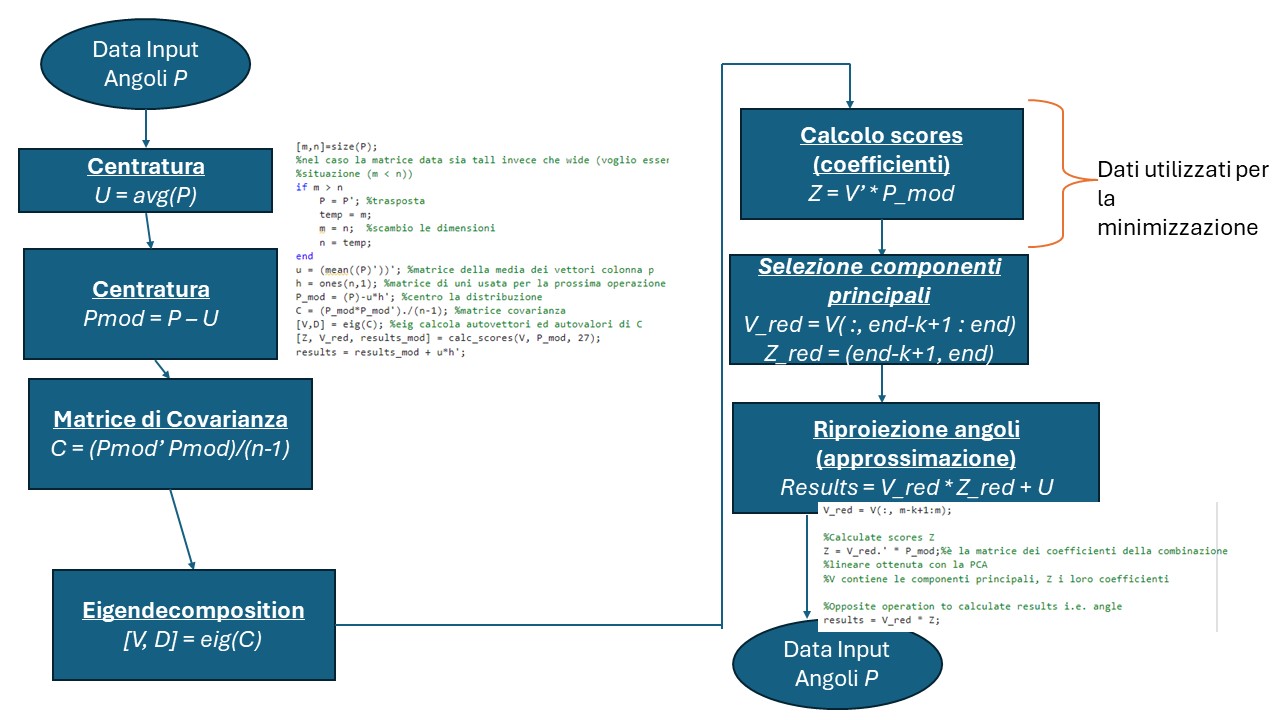 Data Input
Angoli P
Centratura
U = avg(P)
Centratura
Pmod = P – U
Matrice di Covarianza
C = (Pmod’ Pmod)/(n-1)
Eigendecomposition
[V, D] = eig(C)
[m,n]=size(P);
%nel caso la matrice data sia tall invece che wide (voglio esser
%situazione (m < n))
if m > n
P = P'; %trasposta
temp = m;
m = n; %scambio le dimensioni
n = temp;
end
u = (mean((P)'))'; %matrice della media dei vettori colonna p
h = ones(n,1); %matrice di uni usata per la prossima operazione
P_mod = (P)-u*h'; %centro la distribuzione
C = (P_mod*P_mod')./(n-1); %matrice covarianza
[V,D] = eig(C); %eig calcola autovettori ed autovalori di C
[Z, V_red, results_mod] = calc_scores(V, P_mod, 27);
results = results_mod + u*h';
Calcolo scores
(coefficienti)
Z = V’ * P_mod
Dati utilizzati per
la
minimizzazione
Selezione componenti
principali
V_red = V( :, end-k+1 : end)
Z_red = (end-k+1, end)
Riproiezione angoli
(approssimazione)
Results = V_red * Z_red + U
V_red = V(:, m-k+1:m);
%Calculate scores Z
Z = V_red.' * P_mod;%è la matrice dei coefficienti della combinazione
%lineare ottenuta con la PCA
%V contiene le componenti principali, Z i loro coefficienti
%Opposite operation to calculate results i.e. angle
results = V_red * Z;
Data Input
Angoli P